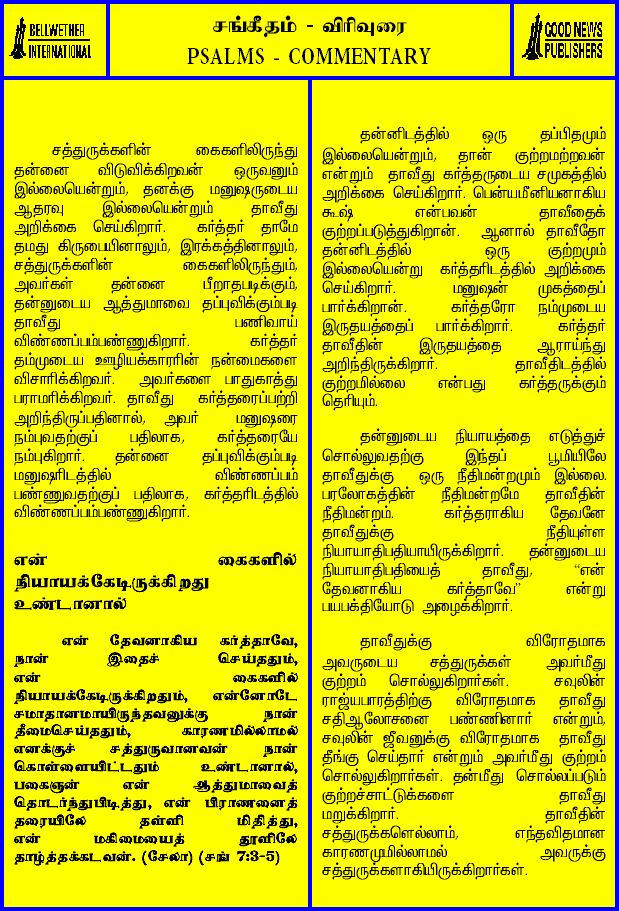 BELLWETHER
INTERNATIONAL
சங்கீதம் - விரிவுரை
PSALMS - COMMENTARY
GOOD NEWS
PUBLISHERS
சத்துருக்களின் கைகளிலிருந்து
தன்னை விடுவிக்கிறவன் ஒருவனும்
இல்லையென்றும், தனக்கு மனுஷருடைய
ஆதரவு இல்லையென்றும் தாவீது
அறிக்கை செய்கிறார். கர்த்தர் தாமே
தமது கிருபையினாலும், இரக்கத்தினாலும்,
சத்துருக்களின் கைகளிலிருந்தும்,
அவர்கள் தன்னை பீறாதபடிக்கும்,
தன்னுடைய ஆத்துமாவை தப்புவிக்கும்படி
தாவீது பணிவாய்
விண்ணப்பம்பண்ணுகிறார். கர்த்தர்
தம்முடைய ஊழியக்காரரின் நன்மைகளை
விசாரிக்கிறவர். அவர்களை பாதுகாத்து
பராமரிக்கிறவர். தாவீது கர்த்தரைப்பற்றி
அறிந்திருப்பதினால், அவர் மனுஷரை
நம்புவதற்குப் பதிலாக, கர்த்தரையே
நம்புகிறார். தன்னை தப்புவிக்கும்படி
மனுஷரிடத்தில் விண்ணப்பம்
பண்ணுவதற்குப் பதிலாக, கர்த்தரிடத்தில்
விண்ணப்பம்பண்ணுகிறார்.
என் கைகளில்
நியாயக்கேடிருக்கிறது
உண்டானால்
என் தேவனாகிய கர்த்தாவே,
நான் இதைச் செய்ததும்,
என் கைகளில்
நியாயக்கேடிருக்கிறதும், என்னோடே
சமாதானமாயிருந்தவனுக்கு நான்
தீமைசெய்ததும், காரணமில்லாமல்
எனக்குச் சத்துருவானவன் நான்
கொள்ளையிட்டதும் உண்டானால்,
பகைஞன் என் ஆத்துமாவைத்
தொடர்ந்துபிடித்து, என் பிராணனைத்
தரையிலே தள்ளி மிதித்து,
என் மகிமையைத் தூளிலே
தாழ்த்தக்கடவன். (சேலா) (சங் 7:3-5)
தன்னிடத்தில் ஒரு தப்பிதமும்
இல்லையென்றும், தான் குற்றமற்றவன்
என்றும் தாவீது கர்த்தருடைய சமுகத்தில்
அறிக்கை செய்கிறார். பென்யமீனியனாகிய
கூஷ் என்பவன் தாவீதைக்
குற்றப்படுத்துகிறான். ஆனால் தாவீதோ
தன்னிடத்தில் ஒரு குற்றமும்
இல்லையென்று கர்த்தரிடத்தில் அறிக்கை
செய்கிறார். மனுஷன் முகத்தைப்
பார்க்கிறான். கர்த்தரோ நம்முடைய
இருதயத்தைப் பார்க்கிறார். கர்த்தர்
தாவீதின் இருதயத்தை ஆராய்ந்து
அறிந்திருக்கிறார். தாவீதிடத்தில்
குற்றமில்லை என்பது கர்த்தருக்கும்
தெரியும்.
தன்னுடைய நியாயத்தை எடுத்துச்
சொல்லுவதற்கு இந்தப் பூமியிலே
தாவீதுக்கு ஒரு நீதிமன்றமும் இல்லை.
பரலோகத்தின் நீதிமன்றமே தாவீதின்
நீதிமன்றம். கர்த்தராகிய தேவனே
தாவீதுக்கு நீதியுள்ள
நியாயாதிபதியாயிருக்கிறார். தன்னுடைய
நியாயாதிபதியைத் தாவீது, “என்
தேவனாகிய கர்த்தாவே” என்று
பயபக்தியோடு அழைக்கிறார்.
தாவீதுக்கு விரோதமாக
அவருடைய சத்துருக்கள் அவர்மீது
குற்றம் சொல்லுகிறார்கள். சவுலின்
ராஜ்யபாரத்திற்கு விரோதமாக தாவீது
சதிஆலோசனை பண்ணினார் என்றும்,
சவுலின் ஜீவனுக்கு விரோதமாக தாவீது
தீங்கு செய்தார் என்றும் அவர்மீது குற்றம்
சொல்லுகிறார்கள். தன்மீது சொல்லப்படும்
குற்றச்சாட்டுக்களை தாவீது
மறுக்கிறார். தாவீதின்
சத்துருக்களெல்லாம், எந்தவிதமான
காரணமுமில்லாமல் அவருக்கு
சத்துருக்களாகியிருக்கிறார்கள்.